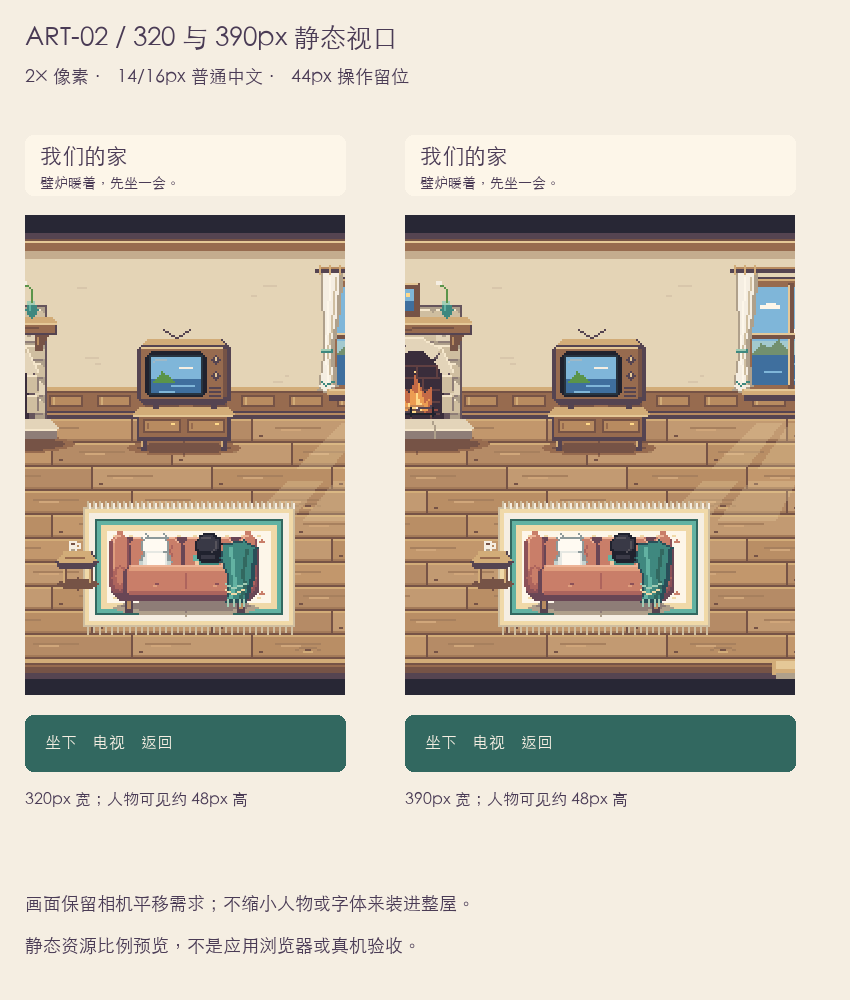 ART-02 / 320 与 390px 静态视口
2× 像素 · 14/16px 普通中文 · 44px 操作留位
我们的家
壁炉暖着，先坐一会。
我们的家
壁炉暖着，先坐一会。
坐下 电视 返回
坐下 电视 返回
320px 宽；人物可见约 48px 高
390px 宽；人物可见约 48px 高
画面保留相机平移需求；不缩小人物或字体来装进整屋。
静态资源比例预览，不是应用浏览器或真机验收。